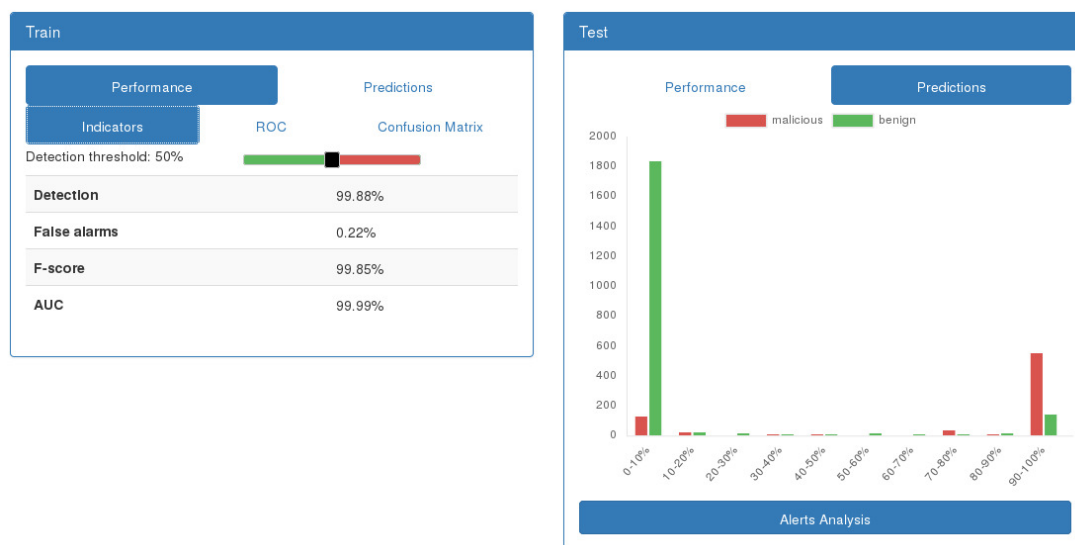 Train
Performance Predictions
Indicators ROC Confusion Matrix
Detection threshold: 50%
Detection 99.88%
False alarms 0.22%
F-score 99.85%
AUC 99.99%
Test
Performance Predictions
malicious benign
2000
1800
1600
1400
1200
1000
800
600
400
200
0
0-10% 10-20% 20-30% 30-40% 40-50% 50-60% 60-70% 70-80% 80-90% 90-100%
Alerts Analysis